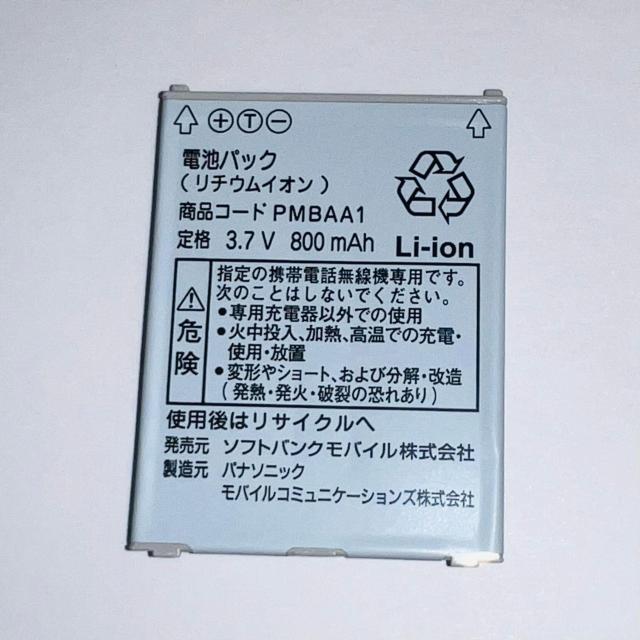 ⊕Ⓣ⊖
電池パック
(リチウムイオン)
商品コード PMBAA1
定格 3.7 V 800 mAh Li-ion
危険
指定の携帯電話無線機専用です。
次のことはしないでください。
●専用充電器以外での使用
●火中投入、加熱、高温での充電・
使用・放置
●変形やショート、および分解・改造
(発熱・発火・破裂の恐れあり)
使用後はリサイクルへ
発売元 ソフトバンクモバイル株式会社
製造元 パナソニック
モバイルコミュニケーションズ株式会社